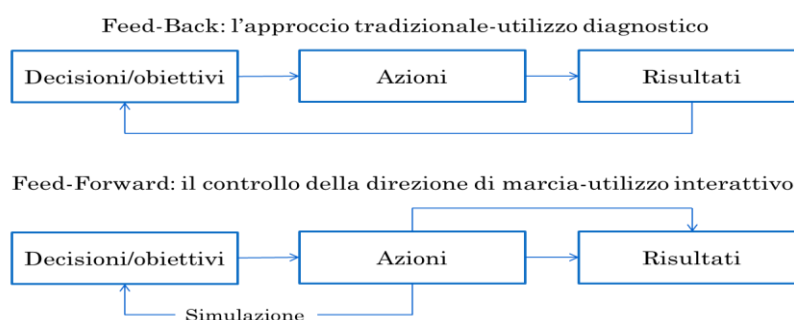 Feed-Back: l'approccio tradizionale-utilizzo diagnostico
Decisioni/obiettivi
Azioni
Risultati
Feed-Forward: il controllo della direzione di marcia-utilizzo interattivo
Decisioni/obiettivi
Azioni
Risultati
Simulazione